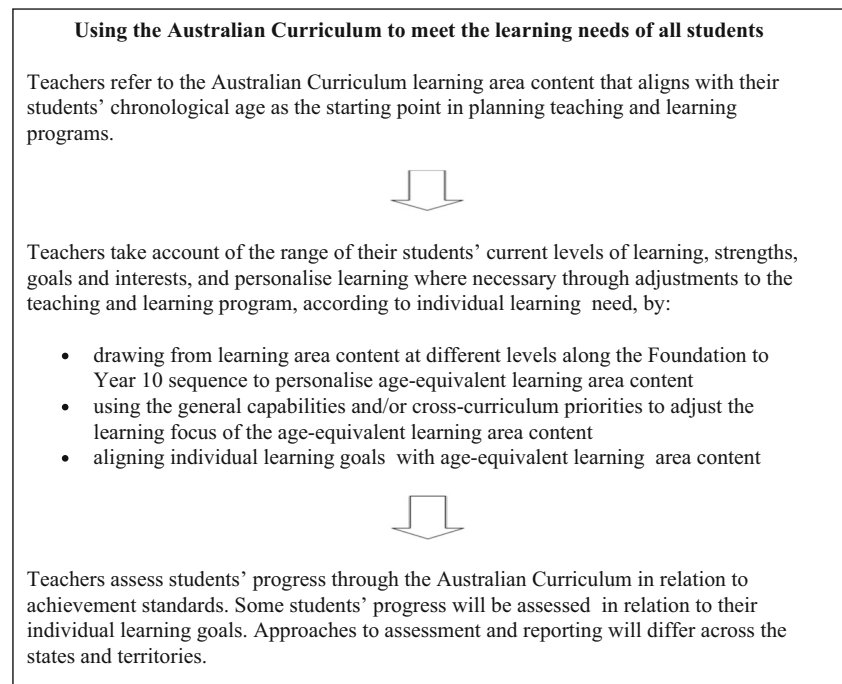 Using the Australian Curriculum to meet the learning needs of all students
Teachers refer to the Australian Curriculum learning area content that aligns with their
students’ chronological age as the starting point in planning teaching and learning
programs.
Teachers take account of the range of their students’ current levels of learning, strengths,
goals and interests, and personalise learning where necessary through adjustments to the
teaching and learning program, according to individual learning need, by:
• drawing from learning area content at different levels along the Foundation to
Year 10 sequence to personalise age-equivalent learning area content
• using the general capabilities and/or cross-curriculum priorities to adjust the
learning focus of the age-equivalent learning area content
• aligning individual learning goals with age-equivalent learning area content
Teachers assess students’ progress through the Australian Curriculum in relation to
achievement standards. Some students’ progress will be assessed in relation to their
individual learning goals. Approaches to assessment and reporting will differ across the
states and territories.